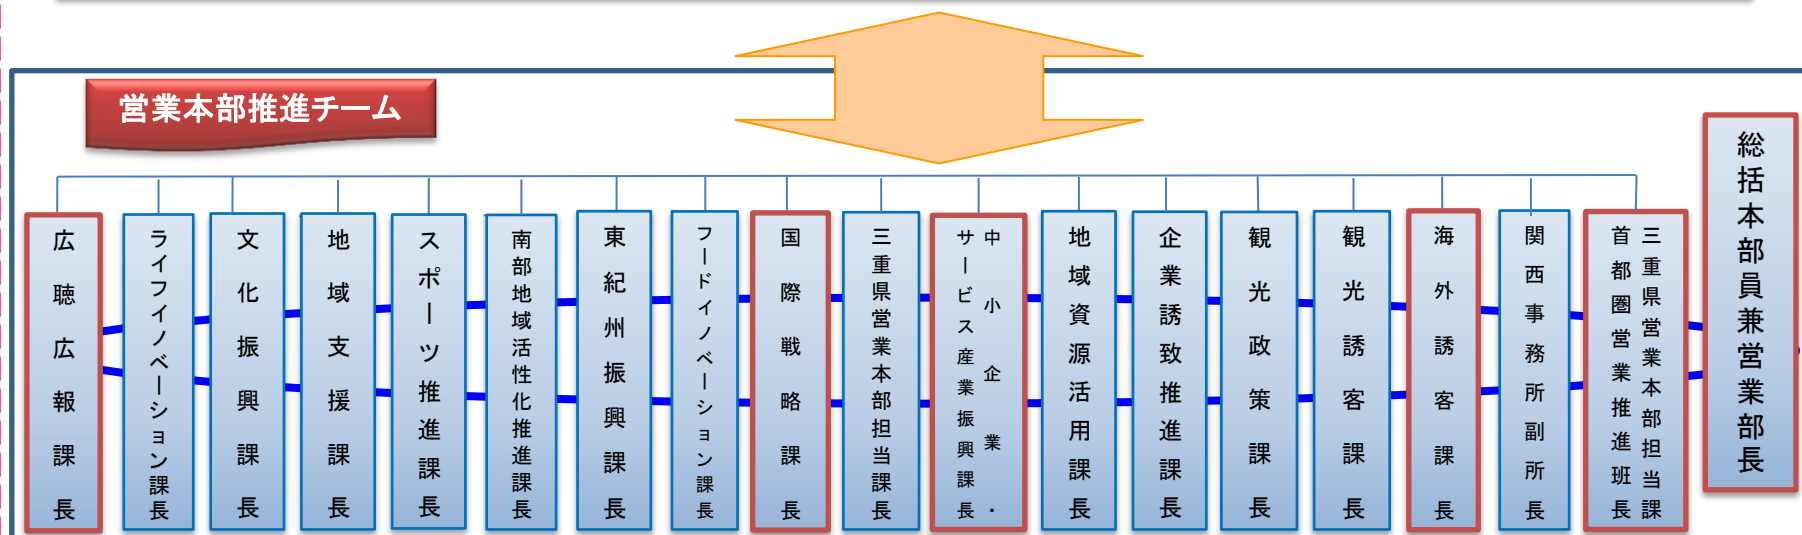 営業本部推進チーム
広聴広報課長
ライフイノベーション課長
文化振興課長
地域支援課長
スポーツ推進課長
南部地域活性化推進課長
東紀州振興課長
フードイノベーション課長
国際戦略課長
三重県営業本部担当課長
中小企業・
サービス産業振興課長
地域資源活用課長
企業誘致推進課長
観光政策課長
観光誘客課長
海外誘客課長
関西事務所副所長
三重県営業本部担当課
首都圏営業推進班長
総括本部員兼営業部長